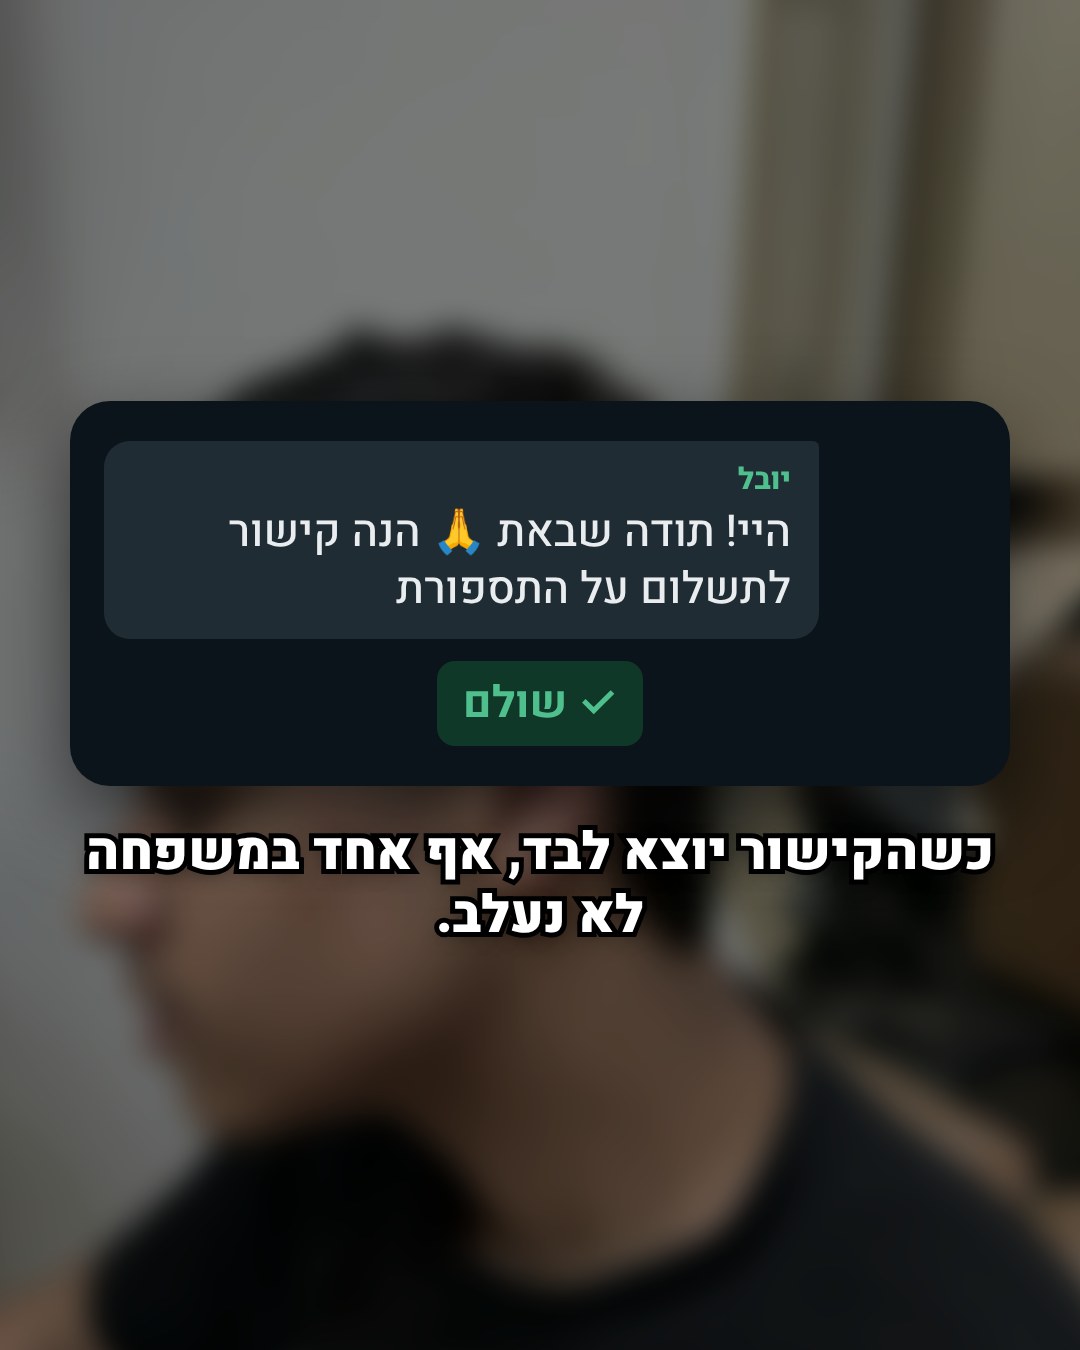 יובל
היי! תודה שבאת 🙏 הנה קישור
לתשלום על התספורת
✓ שולם
כשהקישור יוצא לבד, אף אחד במשפחה
לא נעלב.